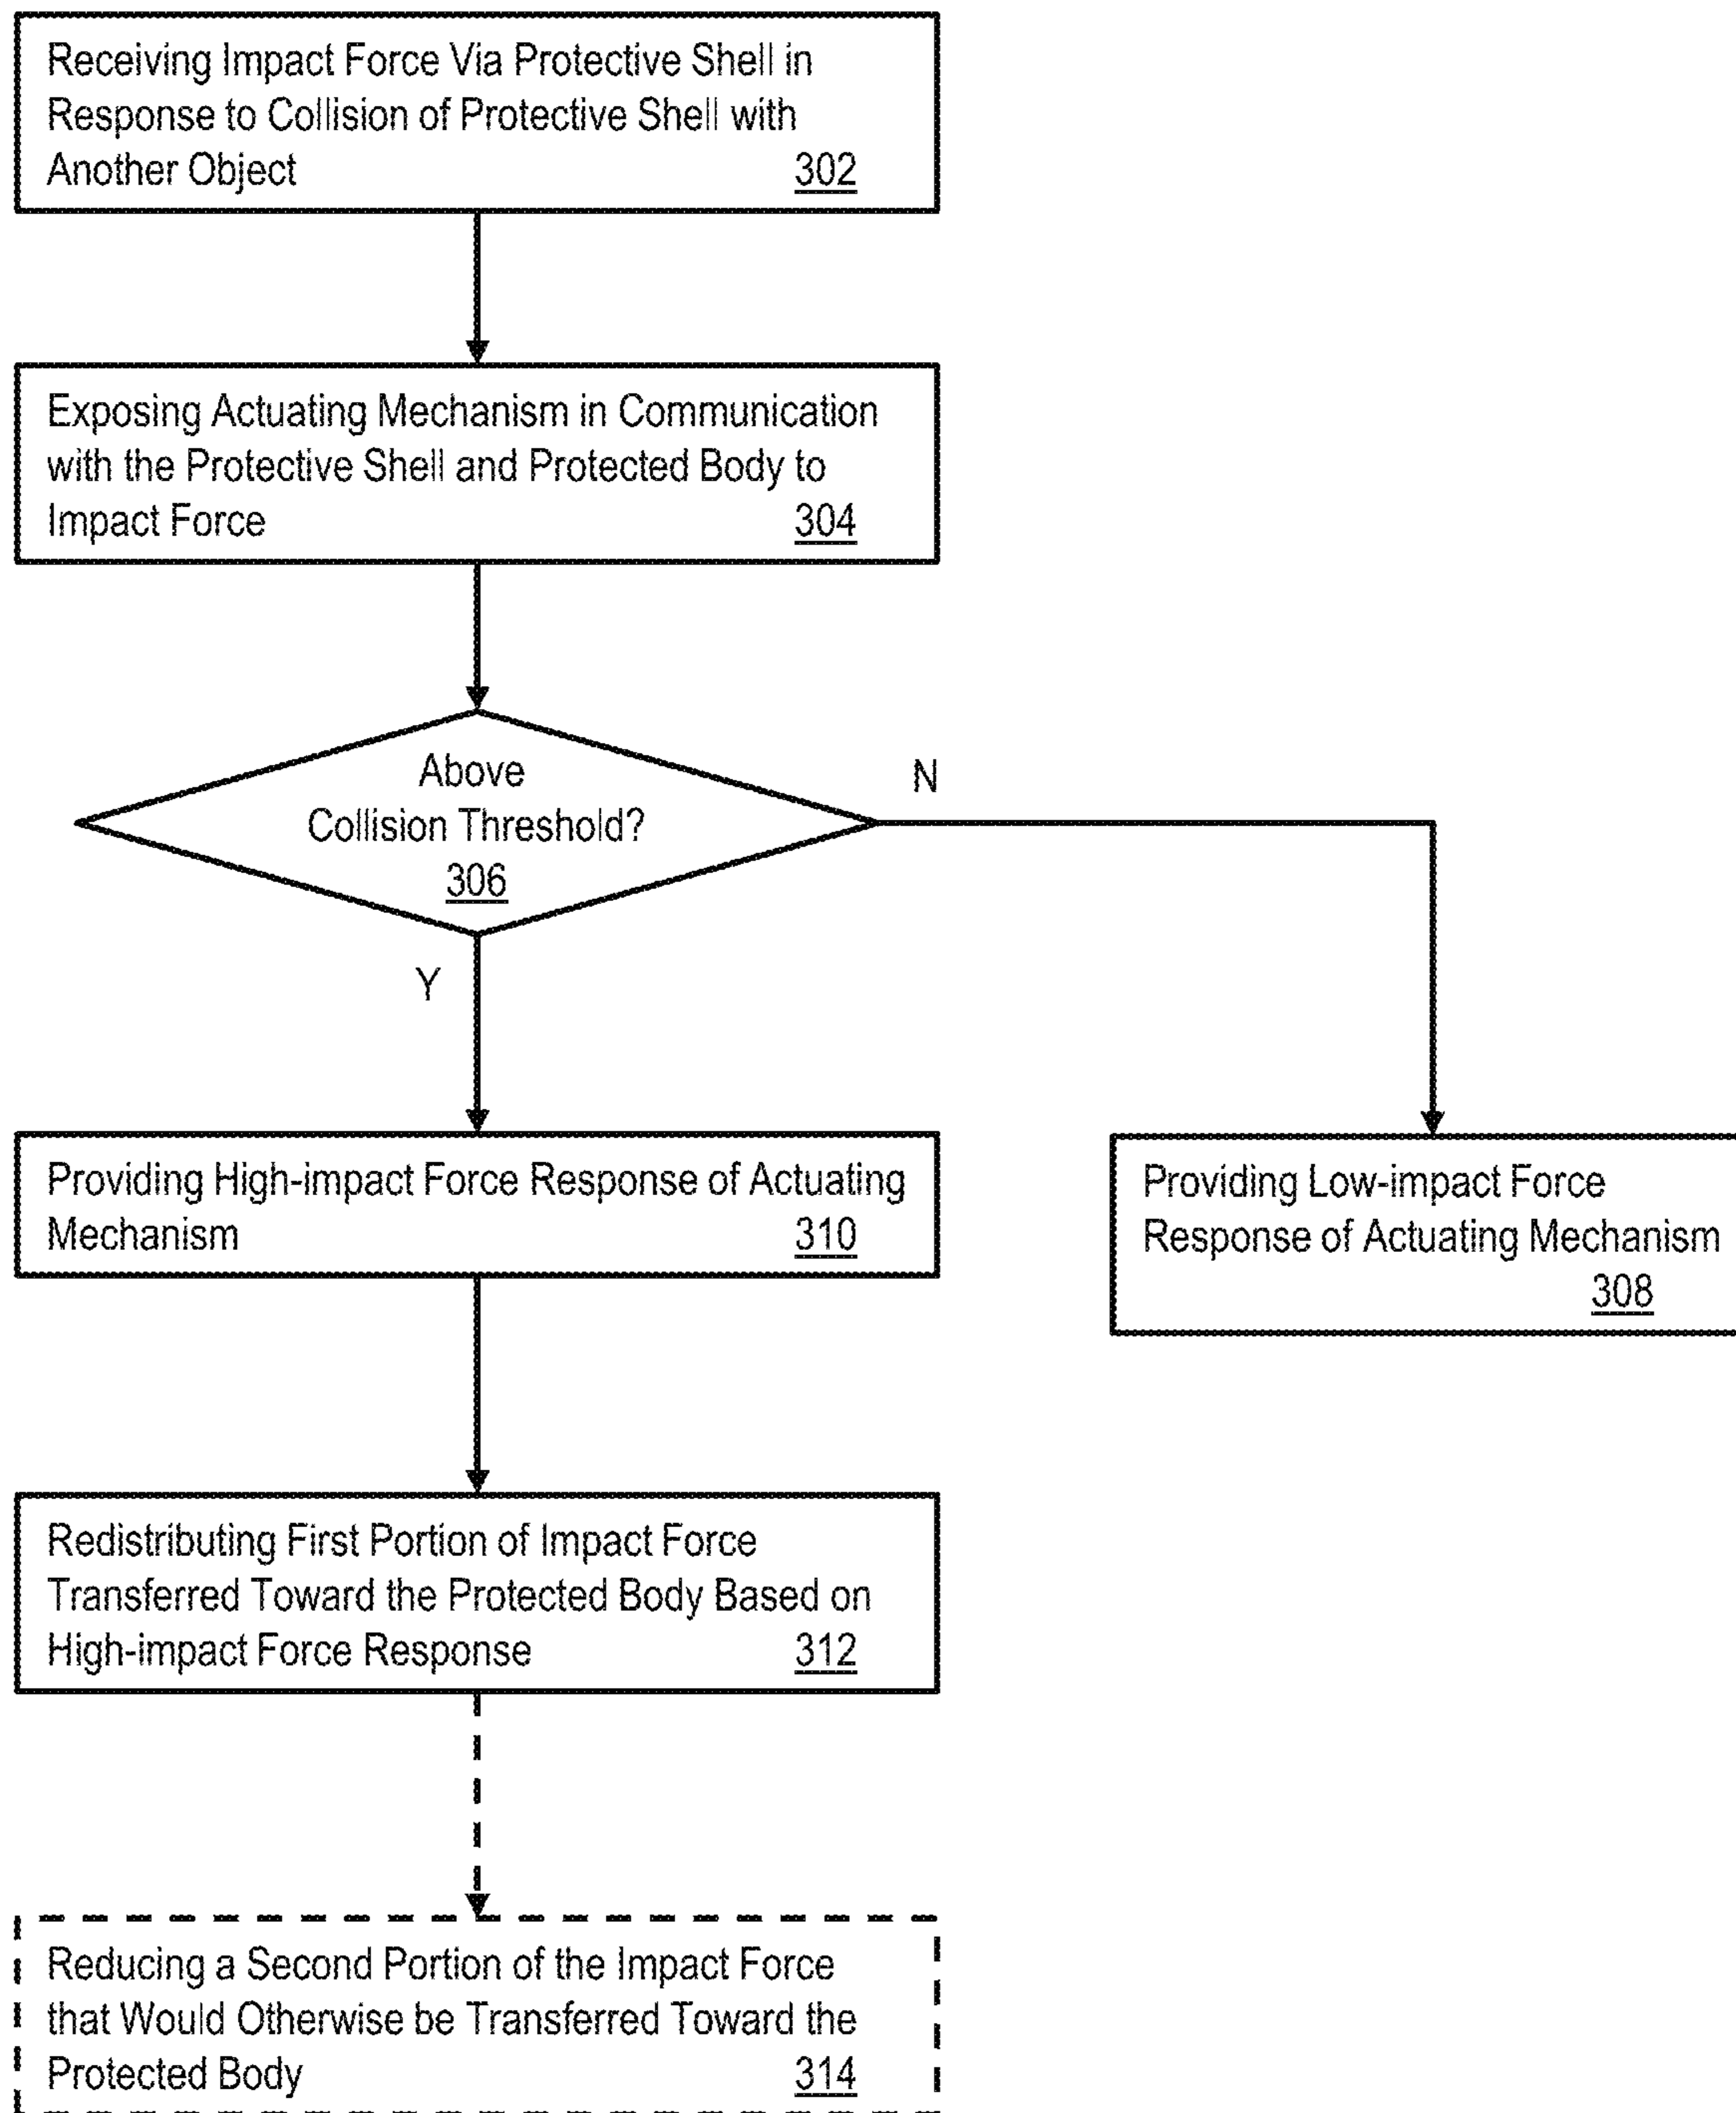 Receiving Impact Force Via Protective Shell in
Response to Collision of Protective Shell with
Another Object 302
Exposing Actuating Mechanism in Communication
with the Protective Shell and Protected Body to
Impact Force 304
Above
Collision Threshold?
306
N
Y
Providing High-impact Force Response of Actuating
Mechanism 310
Providing Low-impact Force
Response of Actuating Mechanism
308
Redistributing First Portion of Impact Force
Transferred Toward the Protected Body Based on
High-impact Force Response 312
Reducing a Second Portion of the Impact Force
that Would Otherwise be Transferred Toward the
Protected Body 314